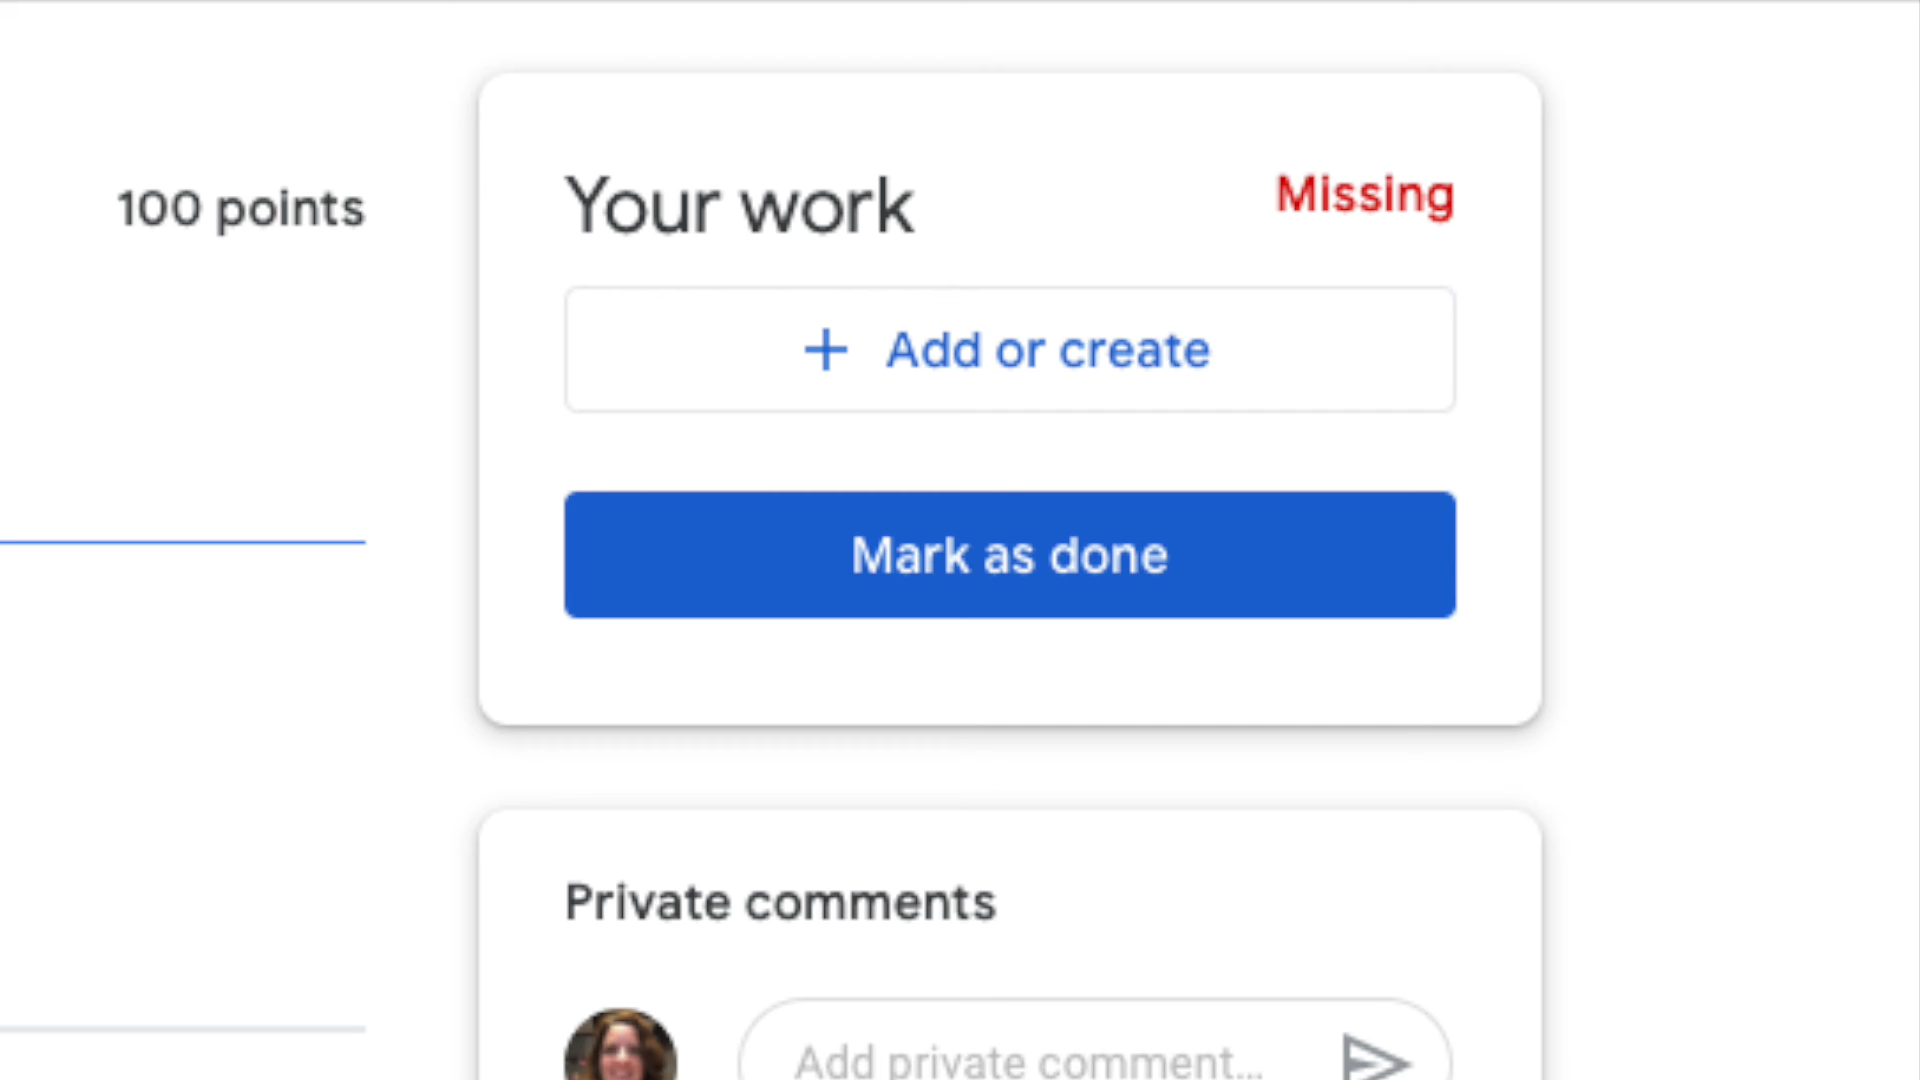 100 points
Your work
Missing
+ Add or create
Mark as done
Private comments
Add private comment...